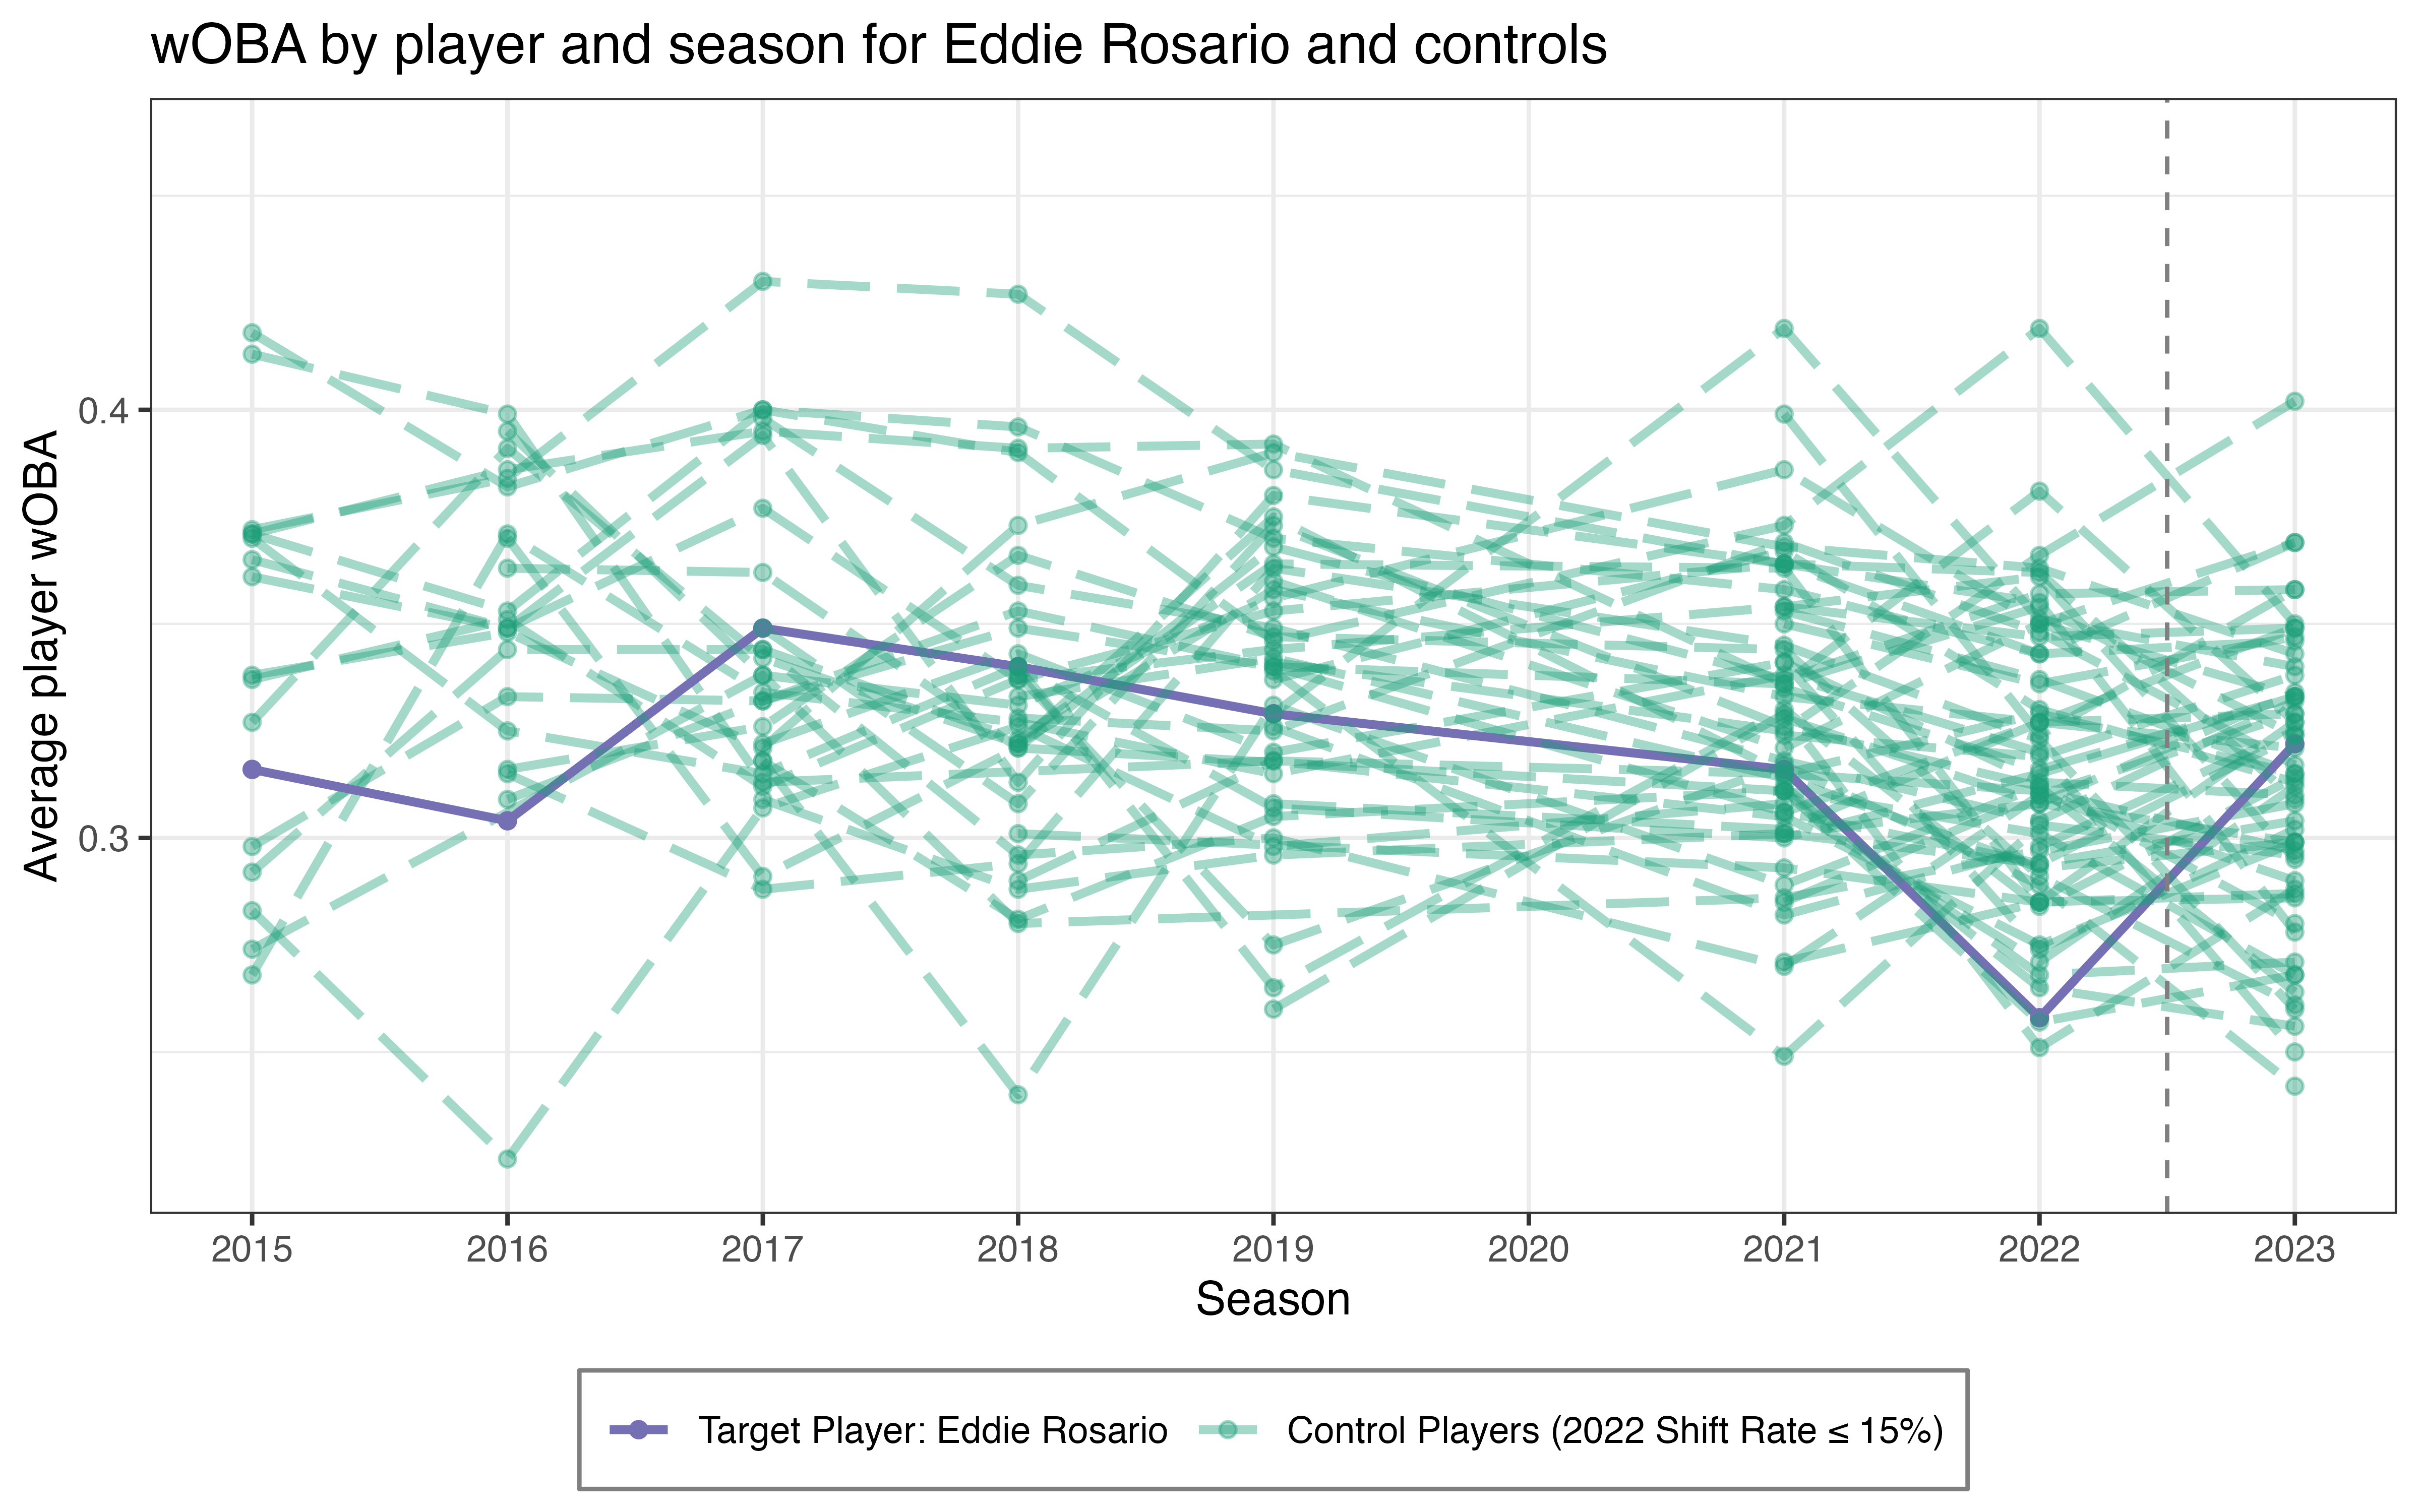 wOBA by player and season for Eddie Rosario and controls
Average player wOBA
0.4
0.3
2015 2016 2017 2018 2019 2020 2021 2022 2023
Season
Target Player: Eddie Rosario Control Players (2022 Shift Rate ≤ 15%)